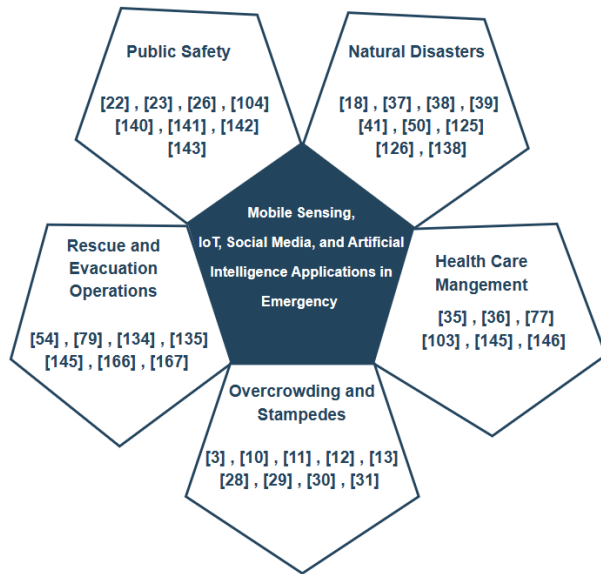 Public Safety
[22] , [23] , [26] , [104]
[140] , [141] , [142]
[143]
Natural Disasters
[18] , [37] , [38] , [39]
[41] , [50] , [125]
[126] , [138]
Mobile Sensing,
IoT, Social Media, and Artificial
Intelligence Applications in
Emergency
Rescue and
Evacuation
Operations
[54] , [79] , [134] , [135]
[145] , [166] , [167]
Health Care
Mangement
[35] , [36] , [77]
[103] , [145] , [146]
Overcrowding and
Stampedes
[3] , [10] , [11] , [12] , [13]
[28] , [29] , [30] , [31]